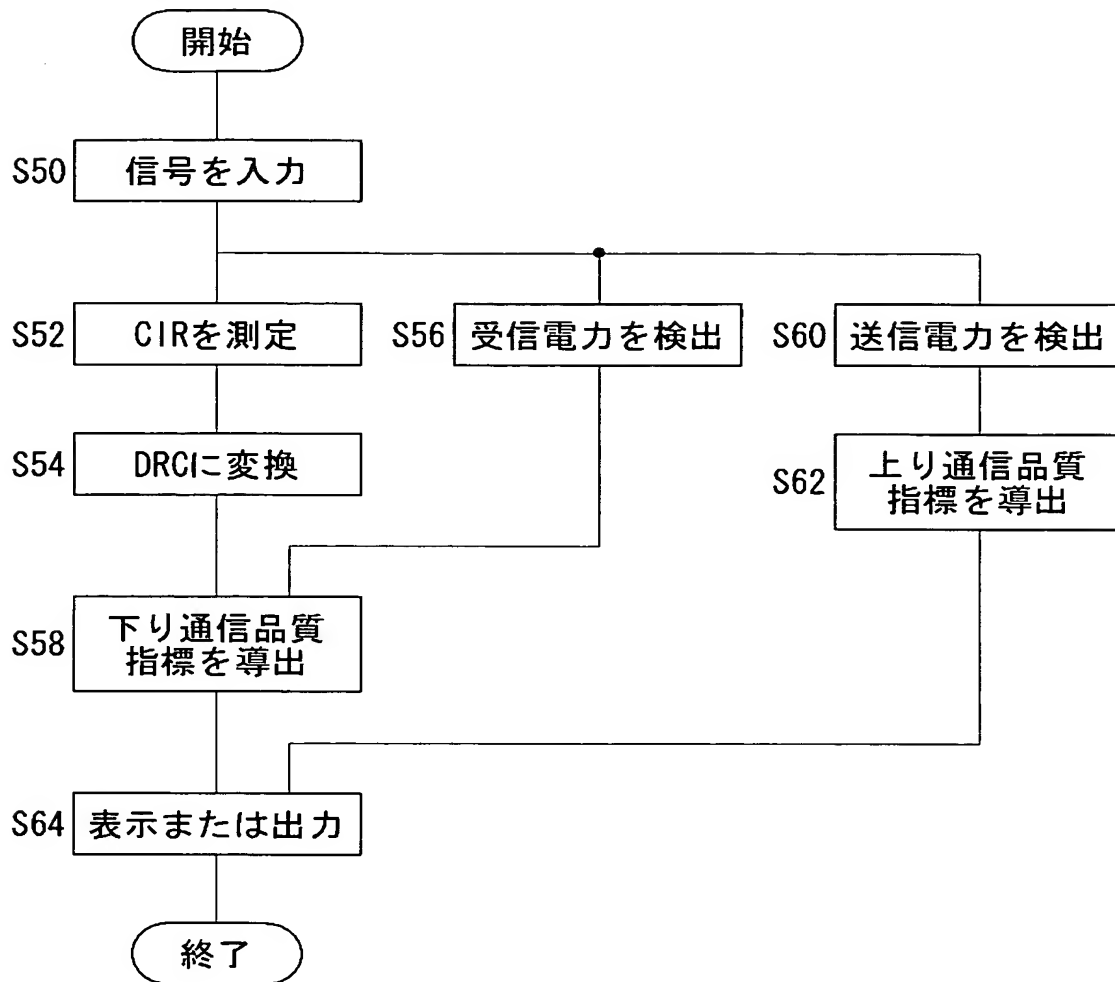 開始
S50
信号を入力
S52
CIRを測定
S56
受信電力を検出
S60
送信電力を検出
S54
DRCに変換
S62
上り通信品質
指標を導出
S58
下り通信品質
指標を導出
S64
表示または出力
終了